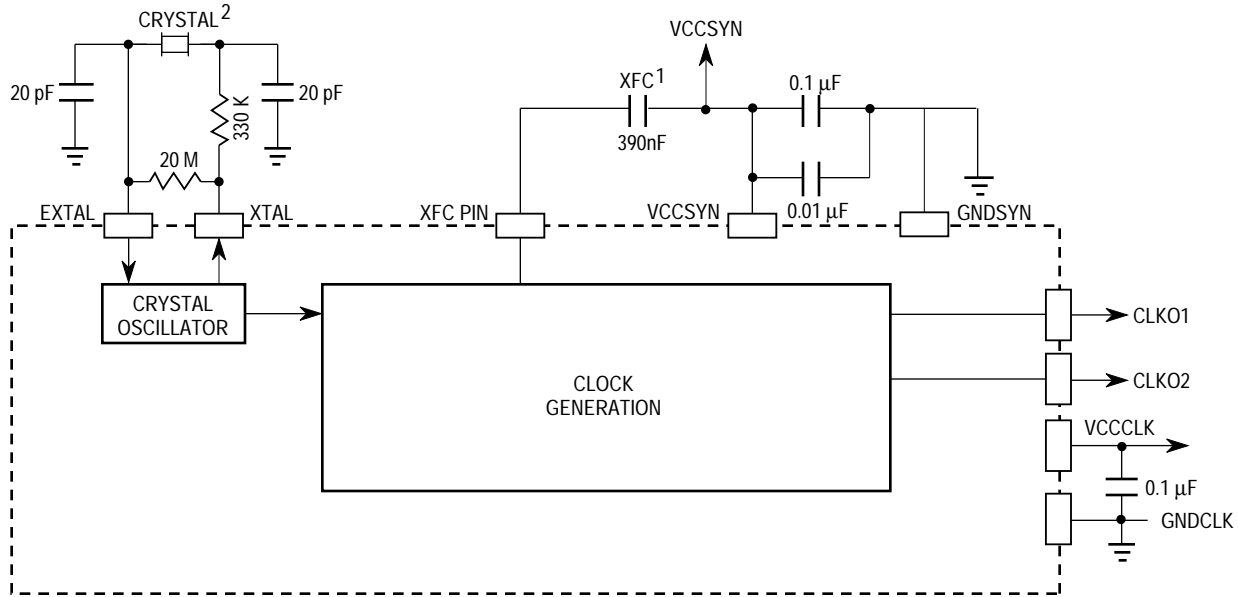 CRYSTAL2
VCCSYN
XFC1
0.1 µF
20 pF
330 K
20 pF
390nF
20 M
0.01 µF
EXTAL
XTAL
XFC PIN
VCCSYN
GNDSYN
CRYSTAL
OSCILLATOR
CLOCK
GENERATION
CLKO1
CLKO2
VCCCLK
0.1 µF
GNDCLK